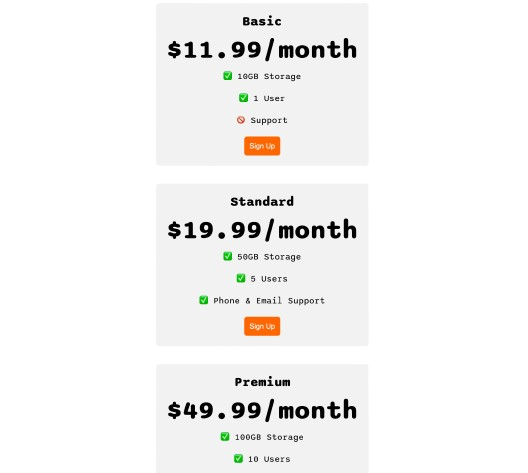 Basic
$11.99/month
✅ 10GB Storage
✅ 1 User
🚫 Support
Sign Up
Standard
$19.99/month
✅ 50GB Storage
✅ 5 Users
✅ Phone & Email Support
Sign Up
Premium
$49.99/month
✅ 100GB Storage
✅ 10 Users